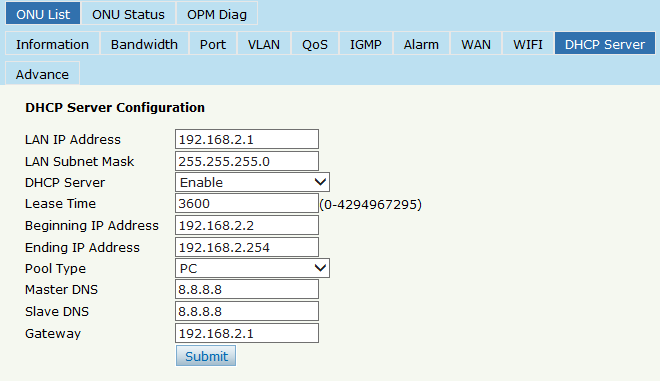 ONU List ONU Status OPM Diag
Information Bandwidth Port VLAN QoS IGMP Alarm WAN WIFI DHCP Server
Advance
DHCP Server Configuration
LAN IP Address 192.168.2.1
LAN Subnet Mask 255.255.255.0
DHCP Server Enable
Lease Time 3600 (0-4294967295)
Beginning IP Address 192.168.2.2
Ending IP Address 192.168.2.254
Pool Type PC
Master DNS 8.8.8.8
Slave DNS 8.8.8.8
Gateway 192.168.2.1
Submit